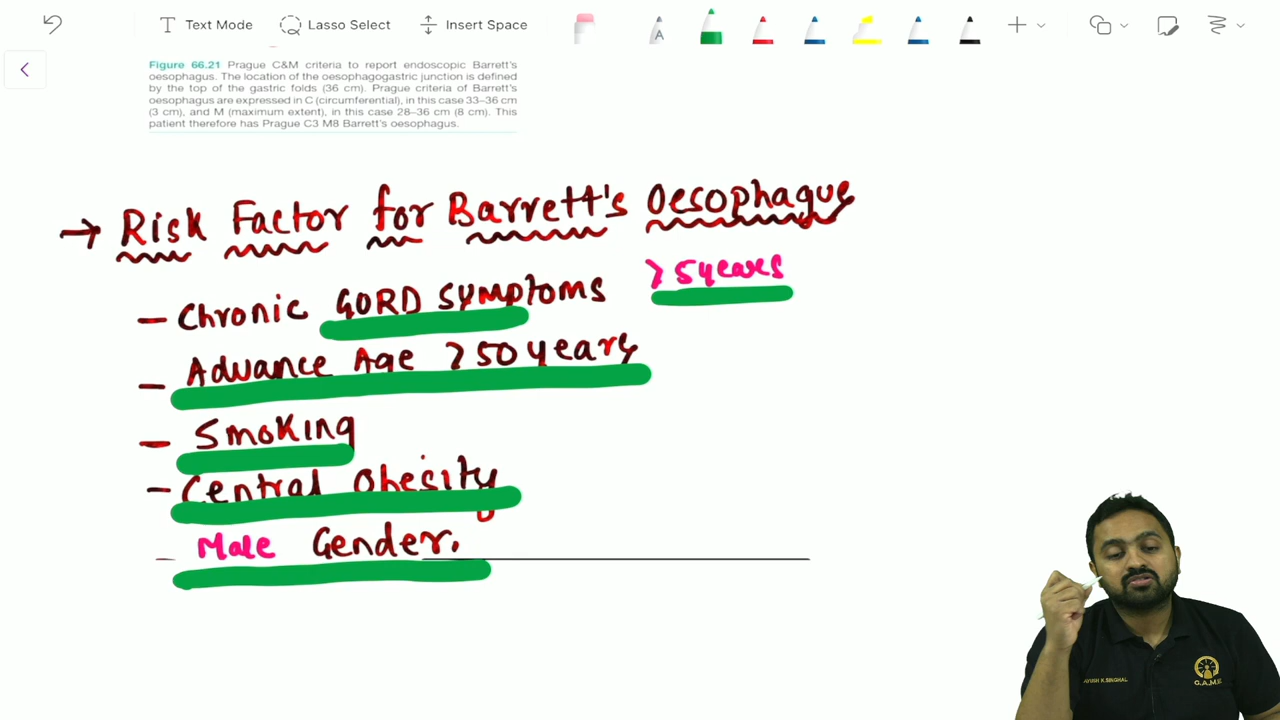 Text Mode Lasso Select Insert Space
A
Figure 66.21 Prague C&M criteria to report endoscopic Barrett's
oesophagus. The location of the oesophagogastric junction is defined
by the top of the gastric folds (36 cm). Prague criteria of Barrett's
oesophagus are expressed in C (circumferential), in this case 33–36 cm
(3 cm), and M (maximum extent), in this case 28–36 cm (8 cm). This
patient therefore has Prague C3 M8 Barrett's oesophagus.
→ Risk Factor for Barrett's Oesophagus
- Chronic GORD symptoms >5years
- Advance Age >50years
- Smoking
- Central Obesity
- Male Gender.
AYUSH K.SINGHAL